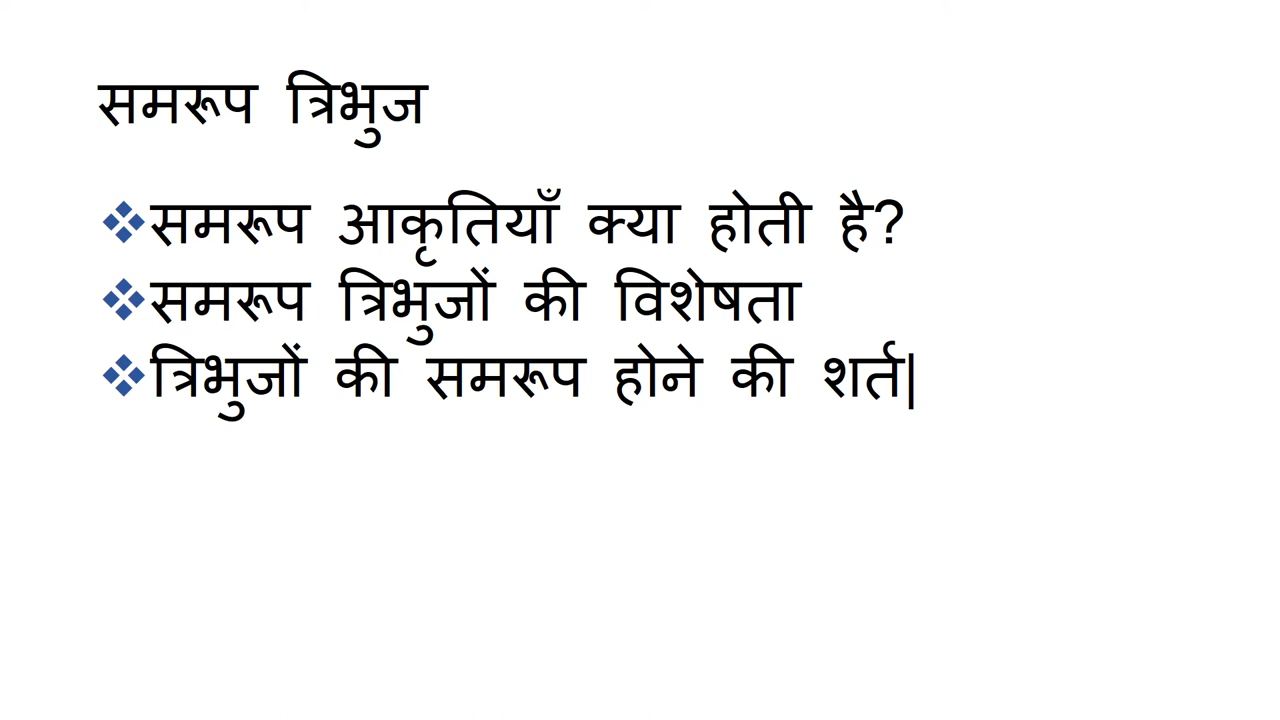 समरूप त्रिभुज
❖समरूप आकृतियाँ क्या होती है?
❖समरूप त्रिभुजों की विशेषता
❖त्रिभुजों की समरूप होने की शर्त|